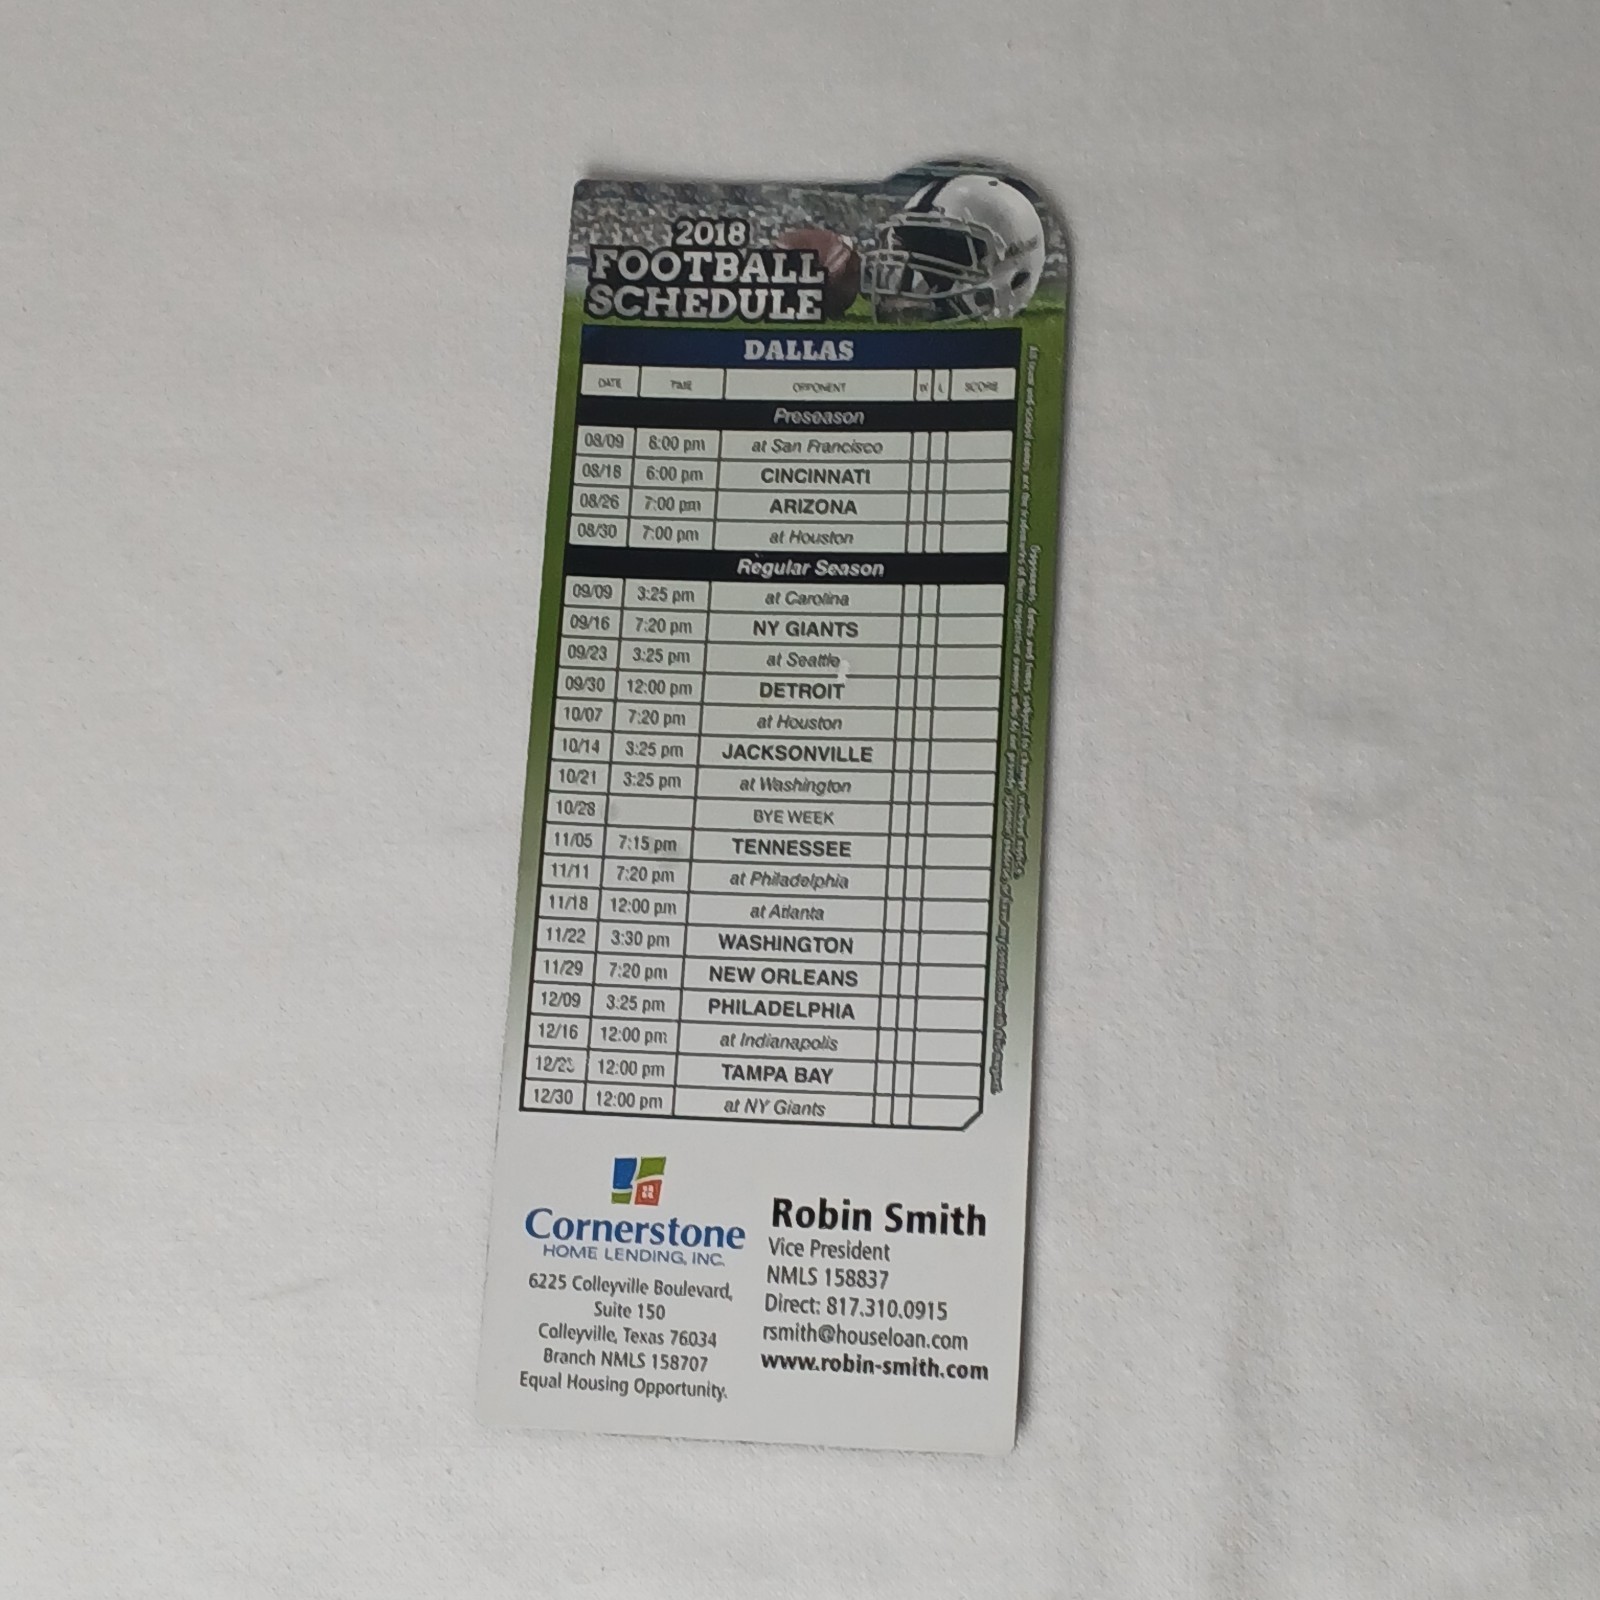 2018
FOOTBALL
SCHEDULE
DALLAS
DATE TIME OPPONENT W L SCORE
Preseason
08/09 8:00 pm at San Francisco
08/18 6:00 pm CINCINNATI
08/26 7:00 pm ARIZONA
08/30 7:00 pm at Houston
Regular Season
09/09 3:25 pm at Carolina
09/16 7:20 pm NY GIANTS
09/23 3:25 pm at Seattle
09/30 12:00 pm DETROIT
10/07 7:20 pm at Houston
10/14 3:25 pm JACKSONVILLE
10/21 3:25 pm at Washington
10/28 BYE WEEK
11/05 7:15 pm TENNESSEE
11/11 7:20 pm at Philadelphia
11/18 12:00 pm at Atlanta
11/22 3:30 pm WASHINGTON
11/29 7:20 pm NEW ORLEANS
12/09 3:25 pm PHILADELPHIA
12/16 12:00 pm at Indianapolis
12/23 12:00 pm TAMPA BAY
12/30 12:00 pm at NY Giants
Cornerstone
HOME LENDING, INC.
6225 Colleyville Boulevard,
Suite 150
Colleyville, Texas 76034
Branch NMLS 158707
Equal Housing Opportunity.
Robin Smith
Vice President
NMLS 158837
Direct: 817.310.0915
rsmith@houseloan.com
www.robin-smith.com